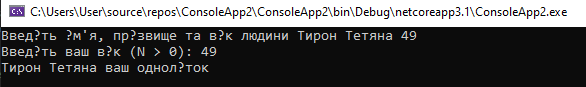 C:\Users\User\source\repos\ConsoleApp2\ConsoleApp2\bin\Debug\netcoreapp3.1\ConsoleApp2.exe
Введ?ть ?м'я, пр?звище та в?к людини Тирон Тетяна 49
Введ?ть ваш в?к (N > 0): 49
Тирон Тетяна ваш однол?ток